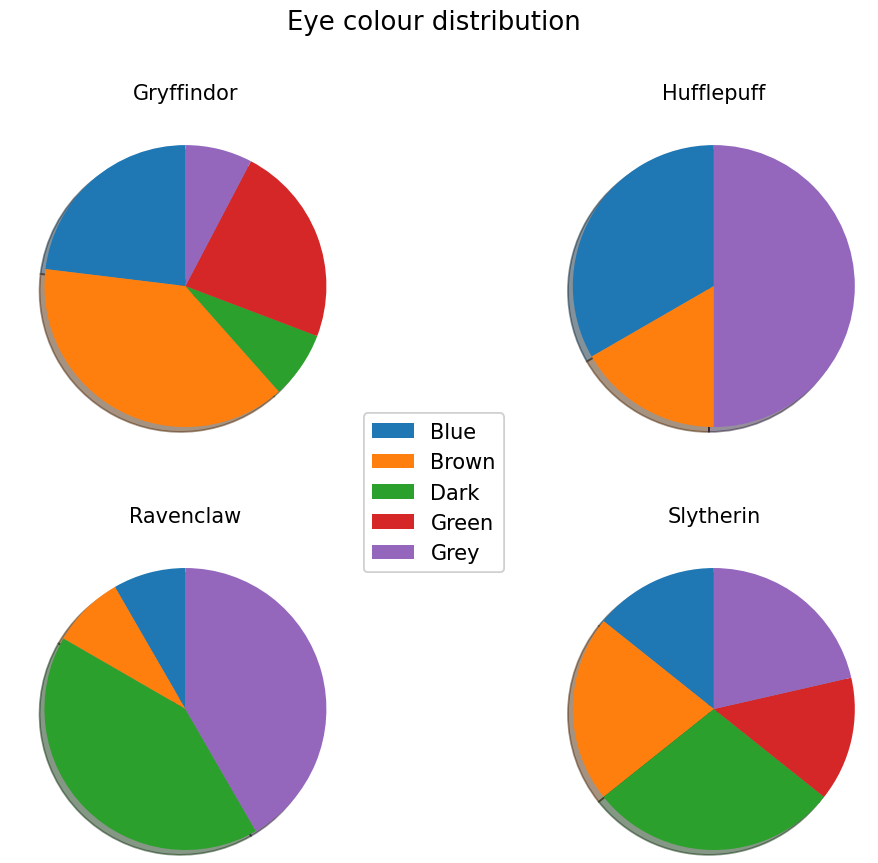 Eye colour distribution
Gryffindor
Hufflepuff
Blue
Brown
Dark
Green
Grey
Ravenclaw
Slytherin